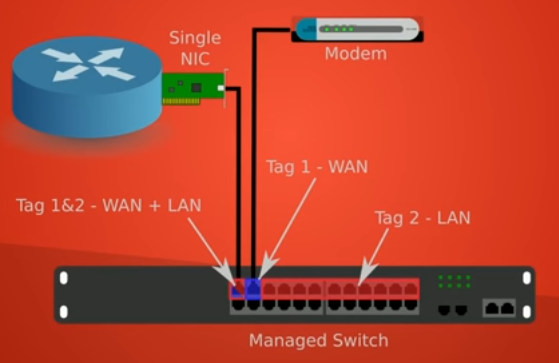 Single
NIC
Modem
Tag 1 - WAN
Tag 1&2 - WAN + LAN
Tag 2 - LAN
Managed Switch